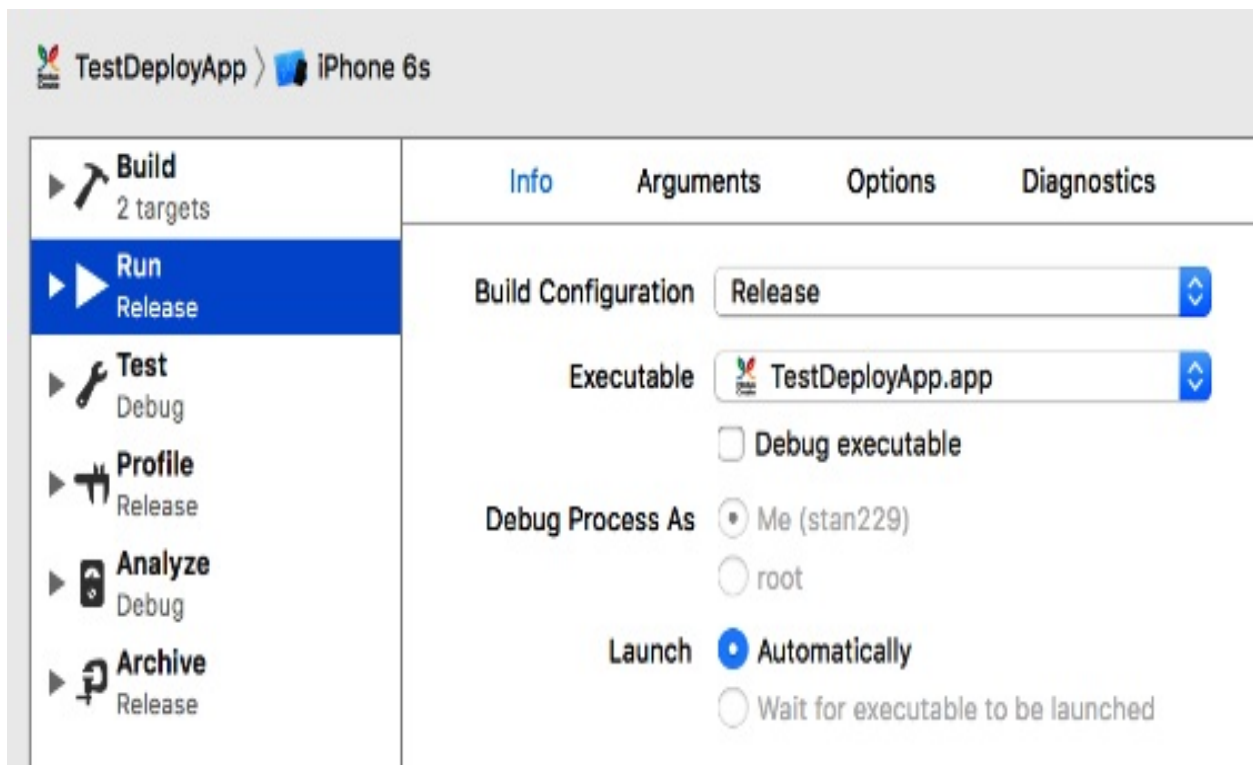 TestDeployApp 〉 iPhone 6s
Build
2 targets
Run
Release
Test
Debug
Profile
Release
Analyze
Debug
Archive
Release
Info Arguments Options Diagnostics
Build Configuration Release
Executable TestDeployApp.app
Debug executable
Debug Process As Me (stan229)
root
Launch Automatically
Wait for executable to be launched